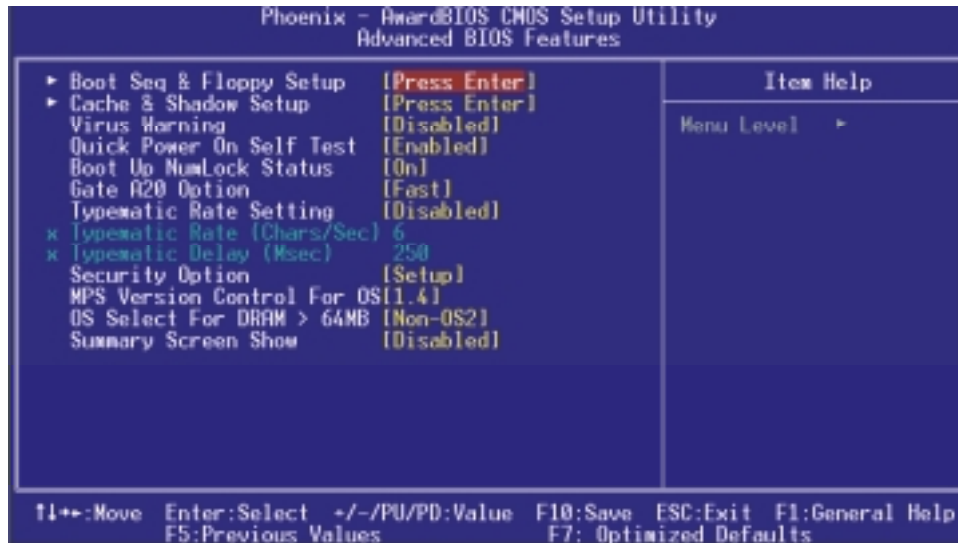 Phoenix - AwardBIOS CMOS Setup Utility
Advanced BIOS Features
► Boot Seq & Floppy Setup [Press Enter]
► Cache & Shadow Setup [Press Enter]
Virus Warning [Disabled]
Quick Power On Self Test [Enabled]
Boot Up NumLock Status [On]
Gate A20 Option [Fast]
Typematic Rate Setting [Disabled]
x Typematic Rate (Chars/Sec) 6
x Typematic Delay (Msec) 250
Security Option [Setup]
MPS Version Control For OS[1.4]
OS Select For DRAM > 64MB [Non-OS2]
Summary Screen Show [Disabled]
Item Help
Menu Level ►
↑↓→←:Move Enter:Select +/-/PU/PD:Value F10:Save ESC:Exit F1:General Help
F5:Previous Values F7: Optimized Defaults